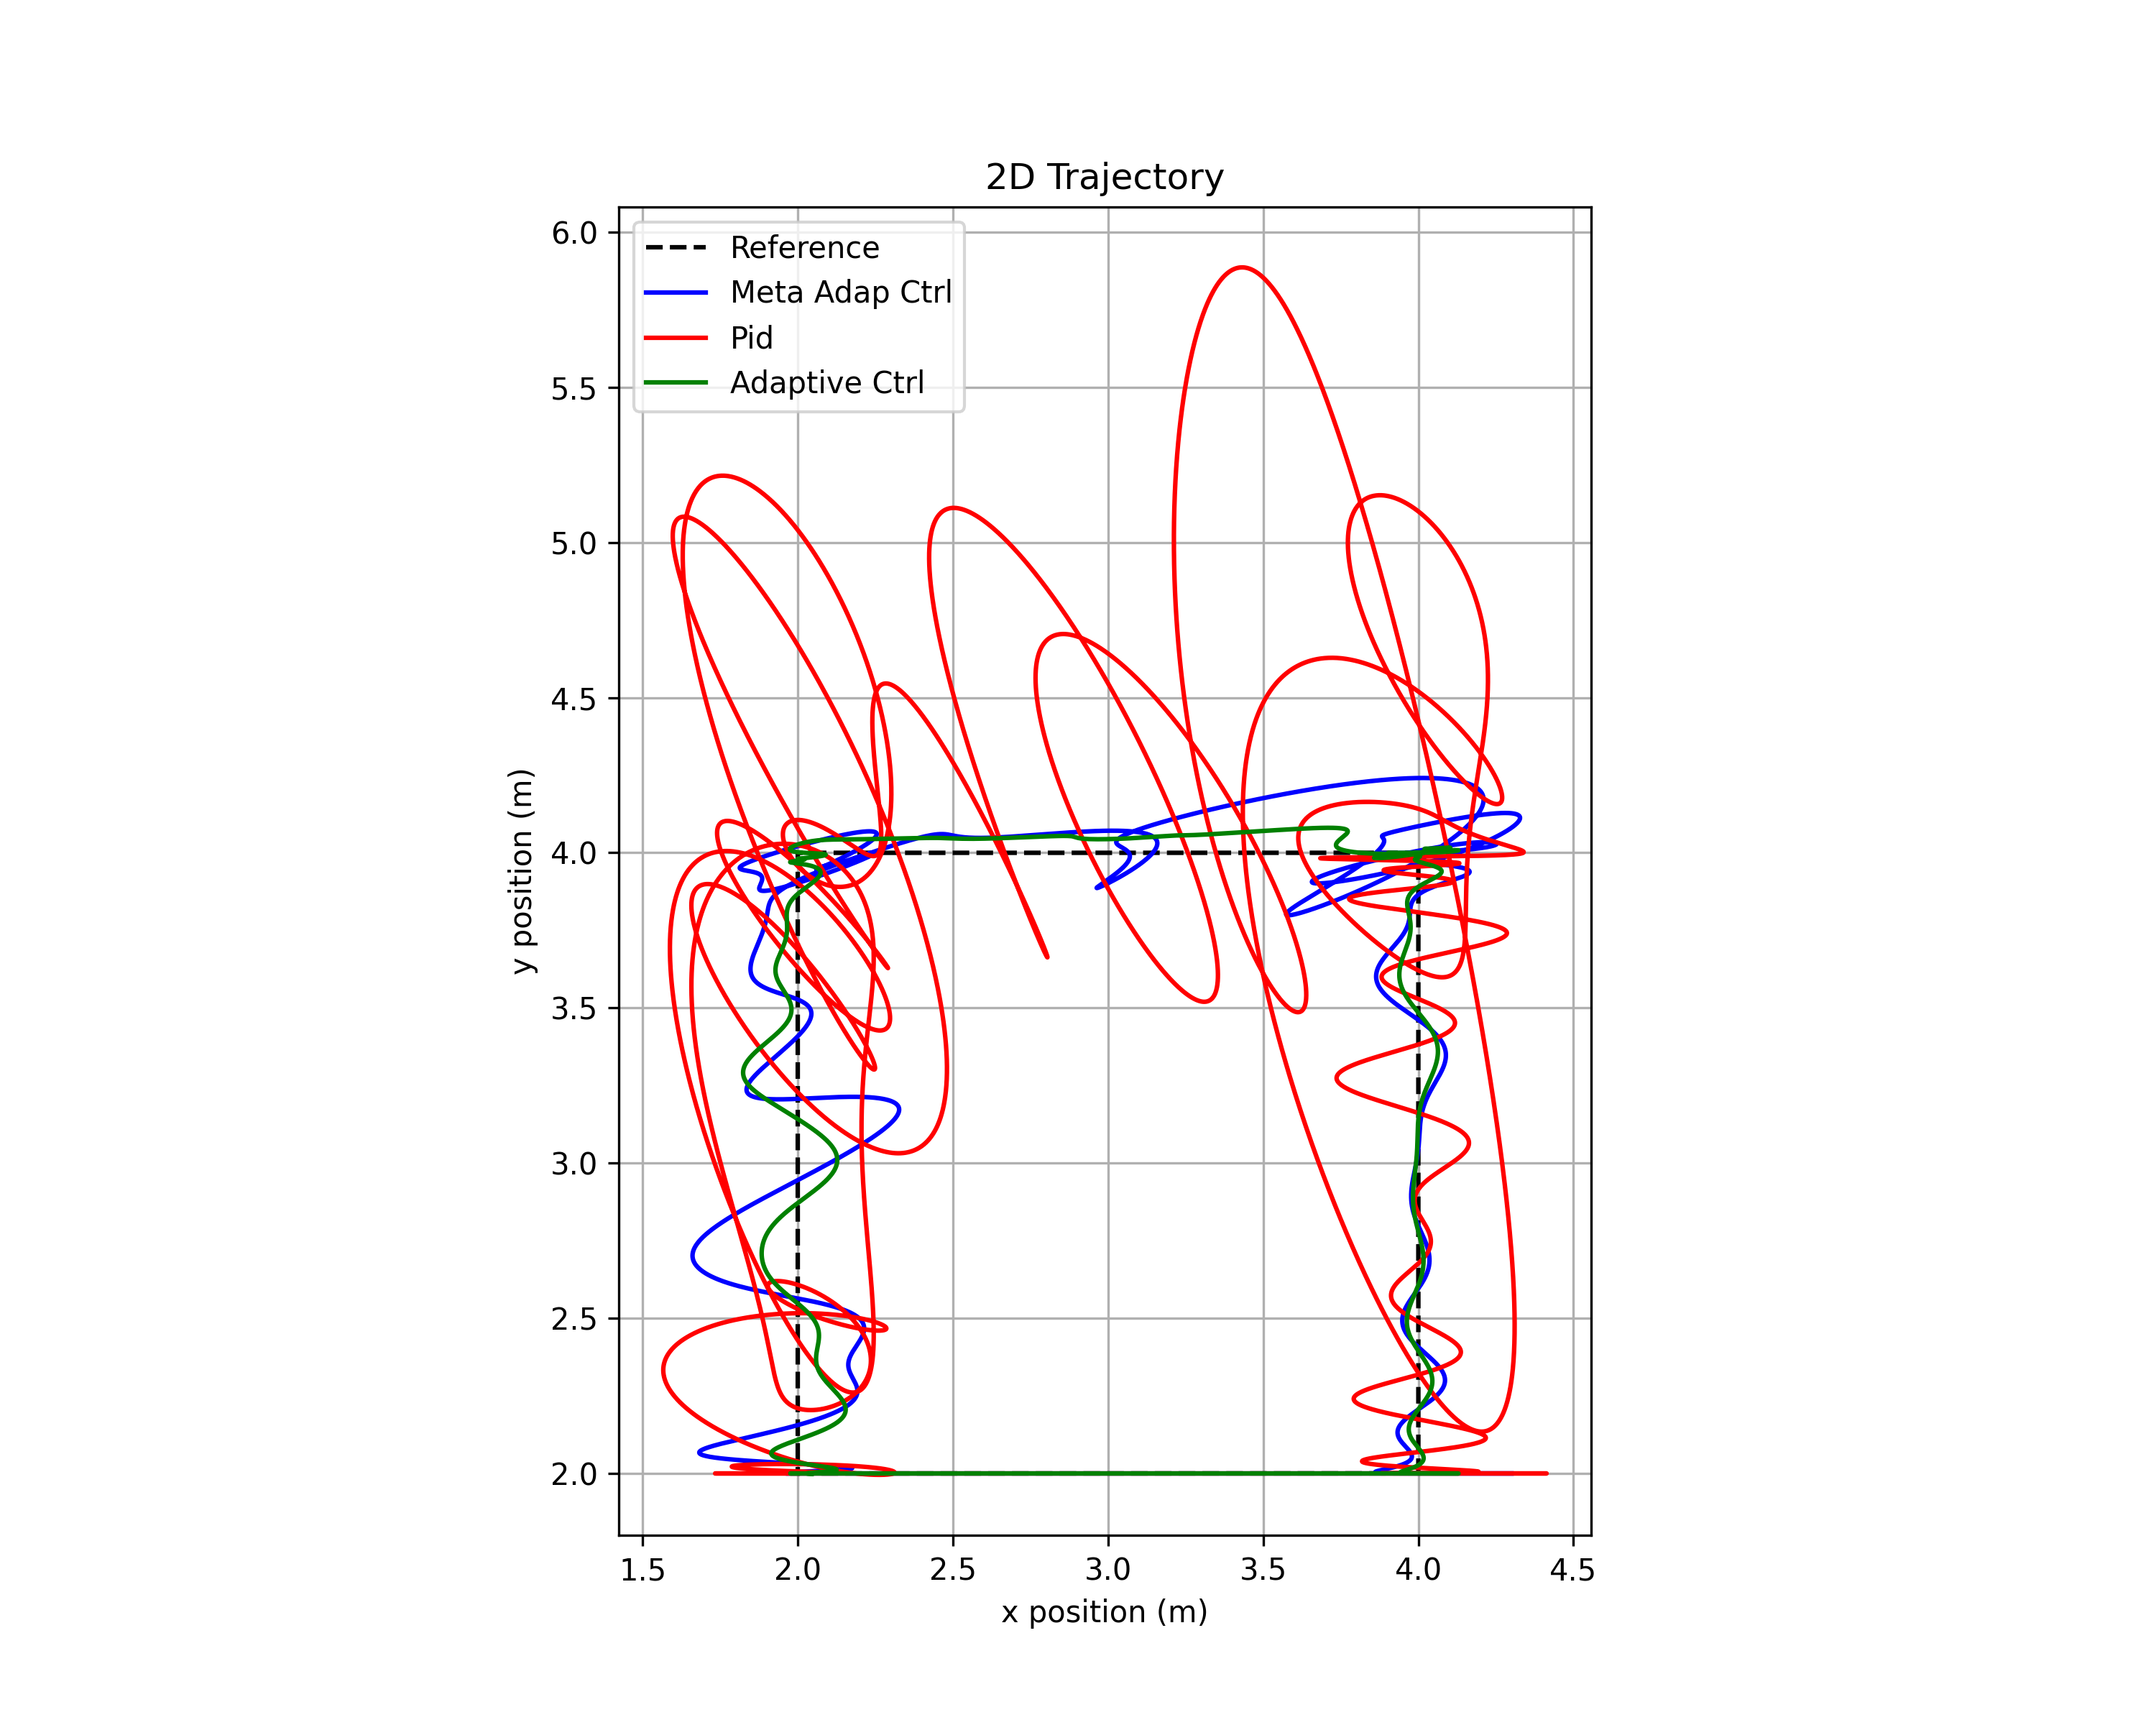 2D Trajectory
Reference
Meta Adap Ctrl
Pid
Adaptive Ctrl
6.0
5.5
5.0
4.5
4.0
3.5
3.0
2.5
2.0
y position (m)
1.5 2.0 2.5 3.0 3.5 4.0 4.5
x position (m)